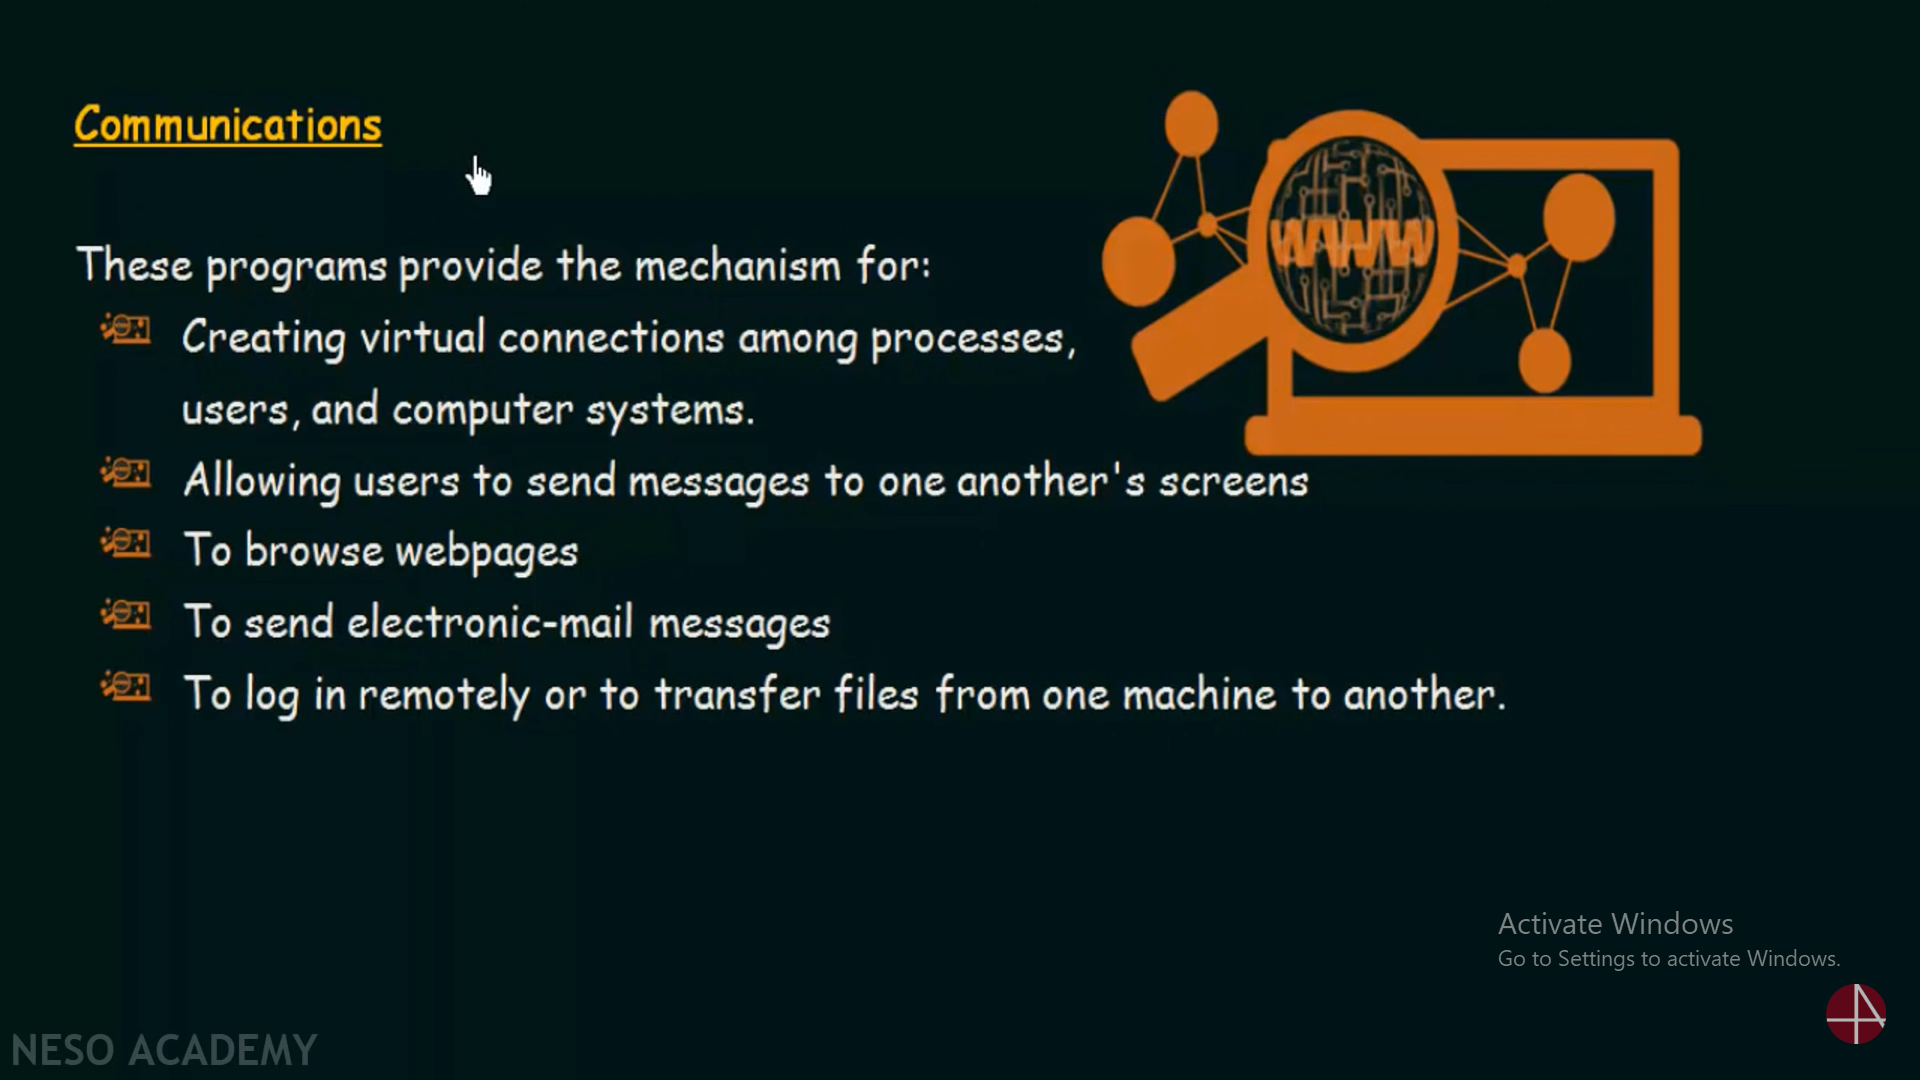 Communications
WWW
These programs provide the mechanism for:
Creating virtual connections among processes,
users, and computer systems.
Allowing users to send messages to one another's screens
To browse webpages
To send electronic-mail messages
To log in remotely or to transfer files from one machine to another.
Activate Windows
Go to Settings to activate Windows.
NESO ACADEMY